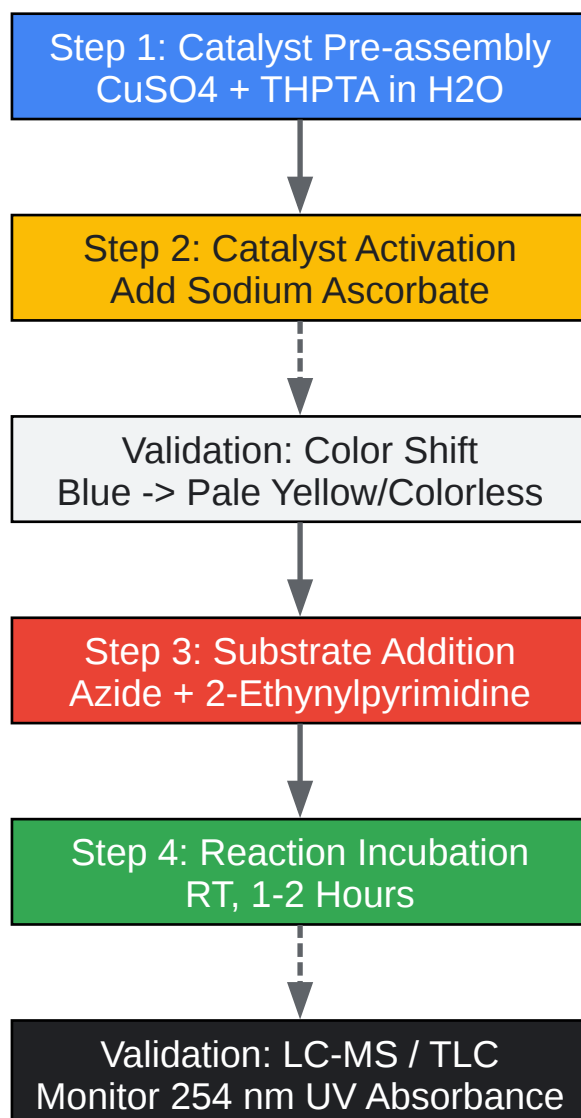 Step 1: Catalyst Pre-assembly
CuSO4 + THPTA in H2O
Step 2: Catalyst Activation
Add Sodium Ascorbate
Validation: Color Shift
Blue -> Pale Yellow/Colorless
Step 3: Substrate Addition
Azide + 2-Ethynylpyrimidine
Step 4: Reaction Incubation
RT, 1-2 Hours
Validation: LC-MS / TLC
Monitor 254 nm UV Absorbance